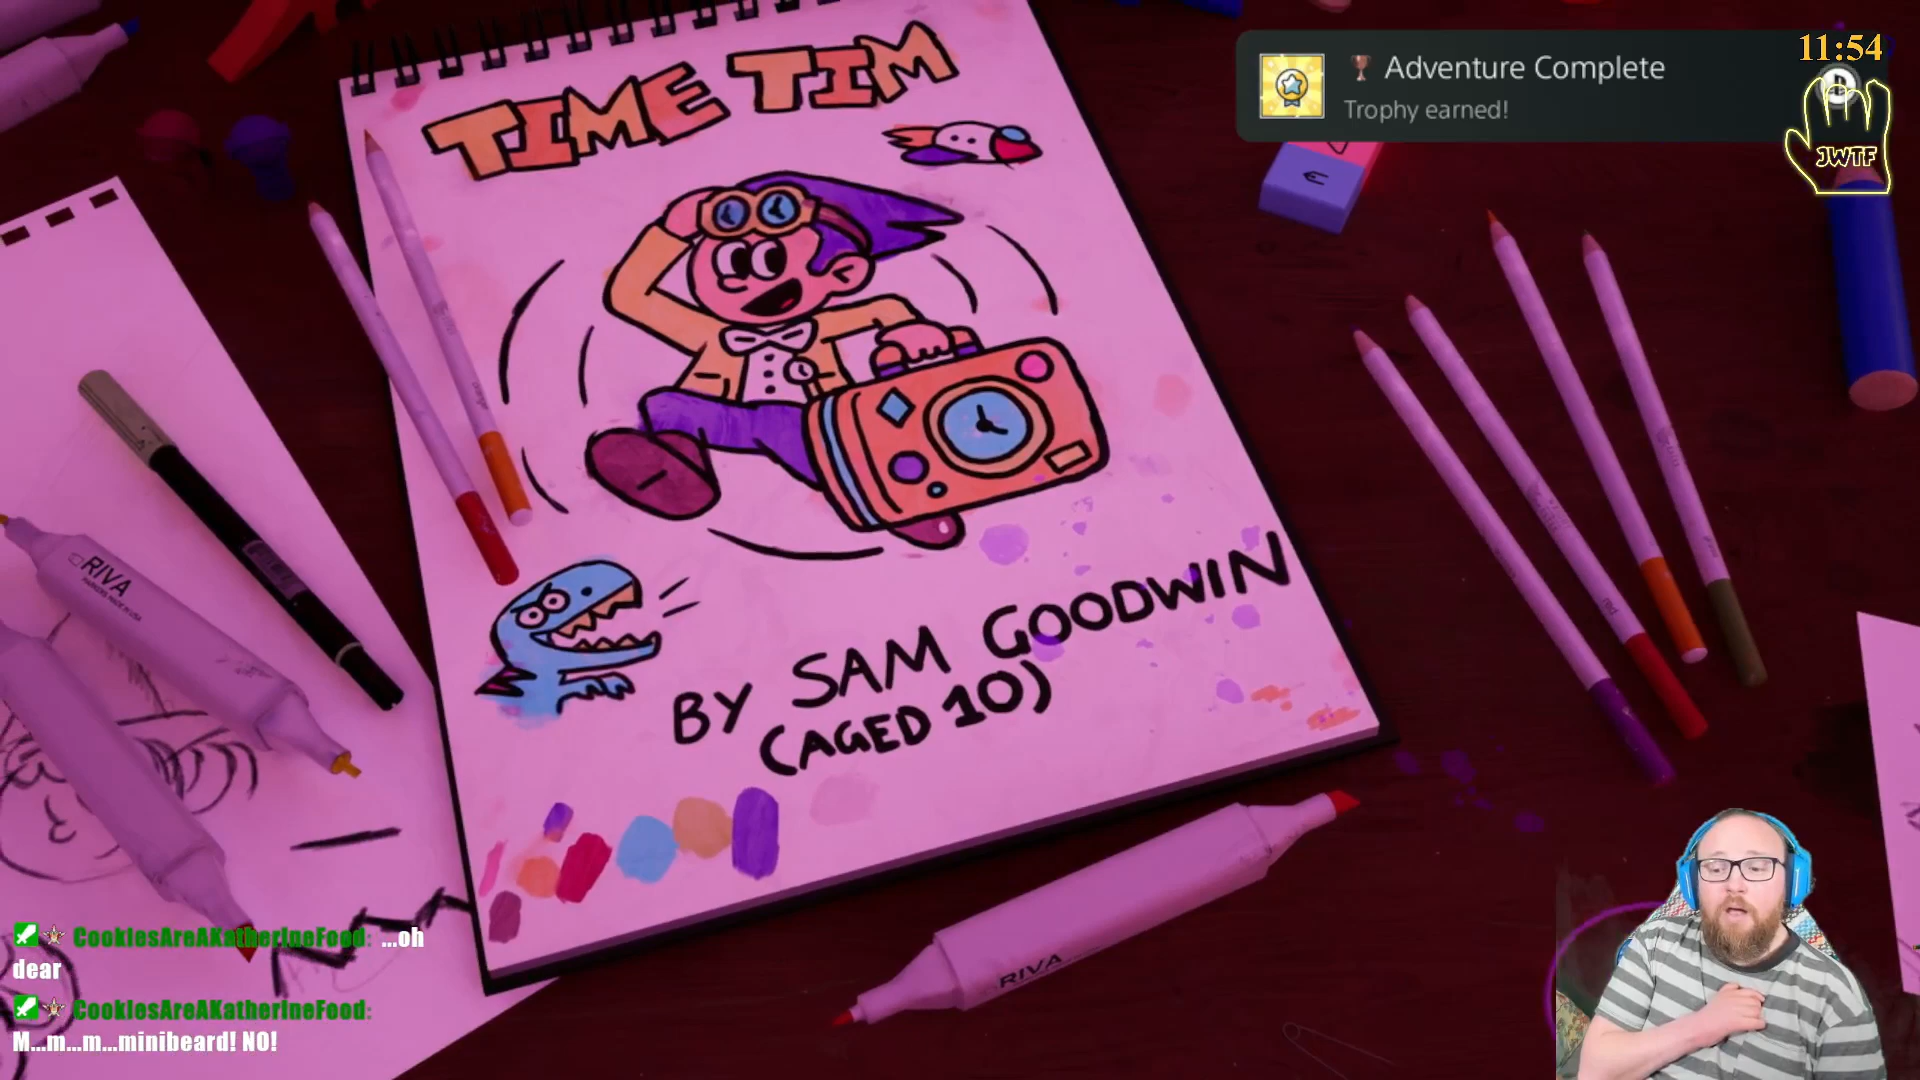 11:54
Adventure Complete
Trophy earned!
JWTF
TIME TIM
BY SAM GOODWIN
(AGED 10)
RIVA
RIVA
red
CookiesAreAKatherineFood: ...oh
dear
CookiesAreAKatherineFood:
M...m...m...minibeard! NO!